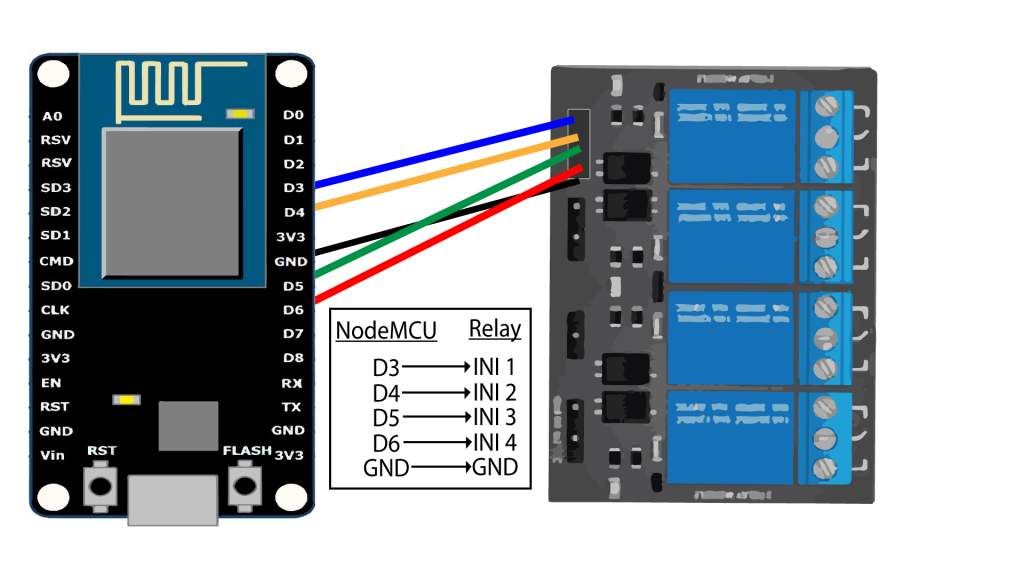 A0
RSV
RSV
SD3
SD2
SD1
CMD
SD0
CLK
GND
3V3
EN
RST
GND
Vin
RST
FLASH
D0
D1
D2
D3
D4
3V3
GND
D5
D6
D7
D8
RX
TX
GND
3V3
NodeMCU Relay
D3 INI 1
D4 INI 2
D5 INI 3
D6 INI 4
GND GND